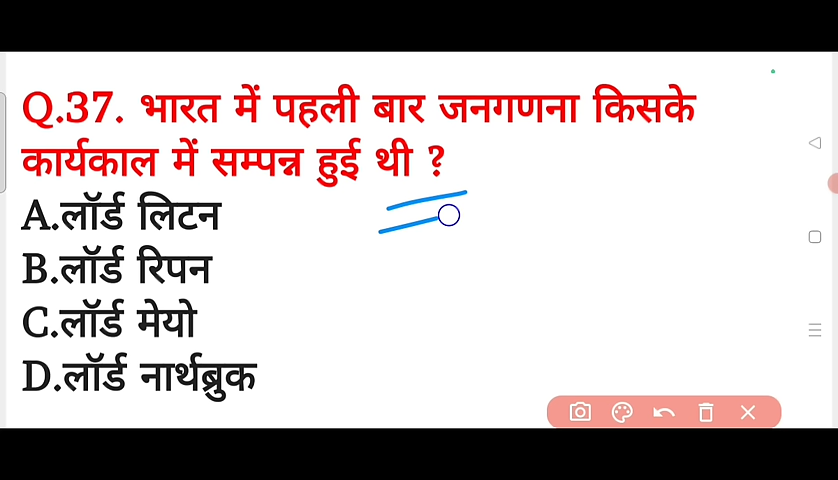 Q.37. भारत में पहली बार जनगणना किसके
कार्यकाल में सम्पन्न हुई थी ?
A.लॉर्ड लिटन
B.लॉर्ड रिपन
C.लॉर्ड मेयो
D.लॉर्ड नार्थब्रुक